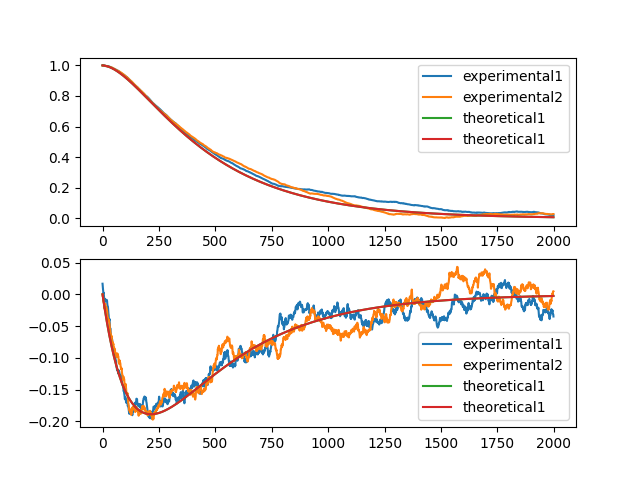 1.0
0.8
0.6
0.4
0.2
0.0
experimental1
experimental2
theoretical1
theoretical1
0 250 500 750 1000 1250 1500 1750 2000
0.05
0.00
−0.05
−0.10
−0.15
−0.20
experimental1
experimental2
theoretical1
theoretical1
0 250 500 750 1000 1250 1500 1750 2000